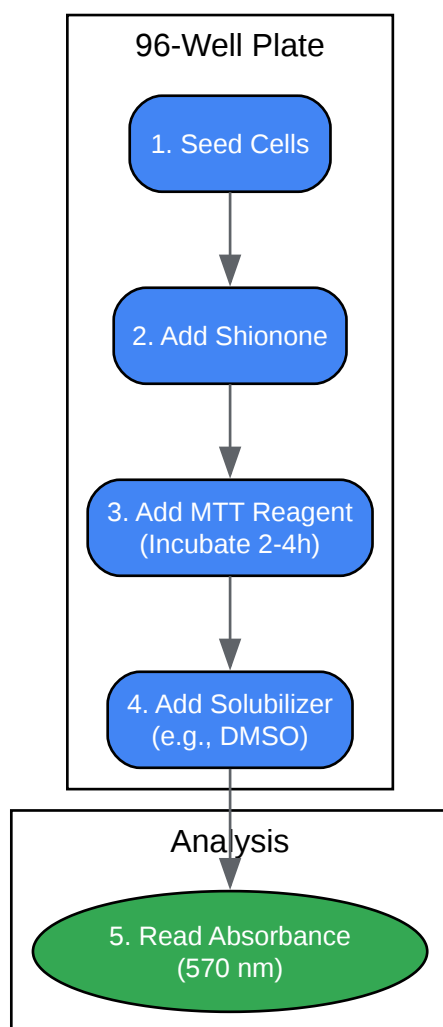 96-Well Plate
1. Seed Cells
2. Add Shionone
3. Add MTT Reagent
(Incubate 2-4h)
4. Add Solubilizer
(e.g., DMSO)
Analysis
5. Read Absorbance
(570 nm)